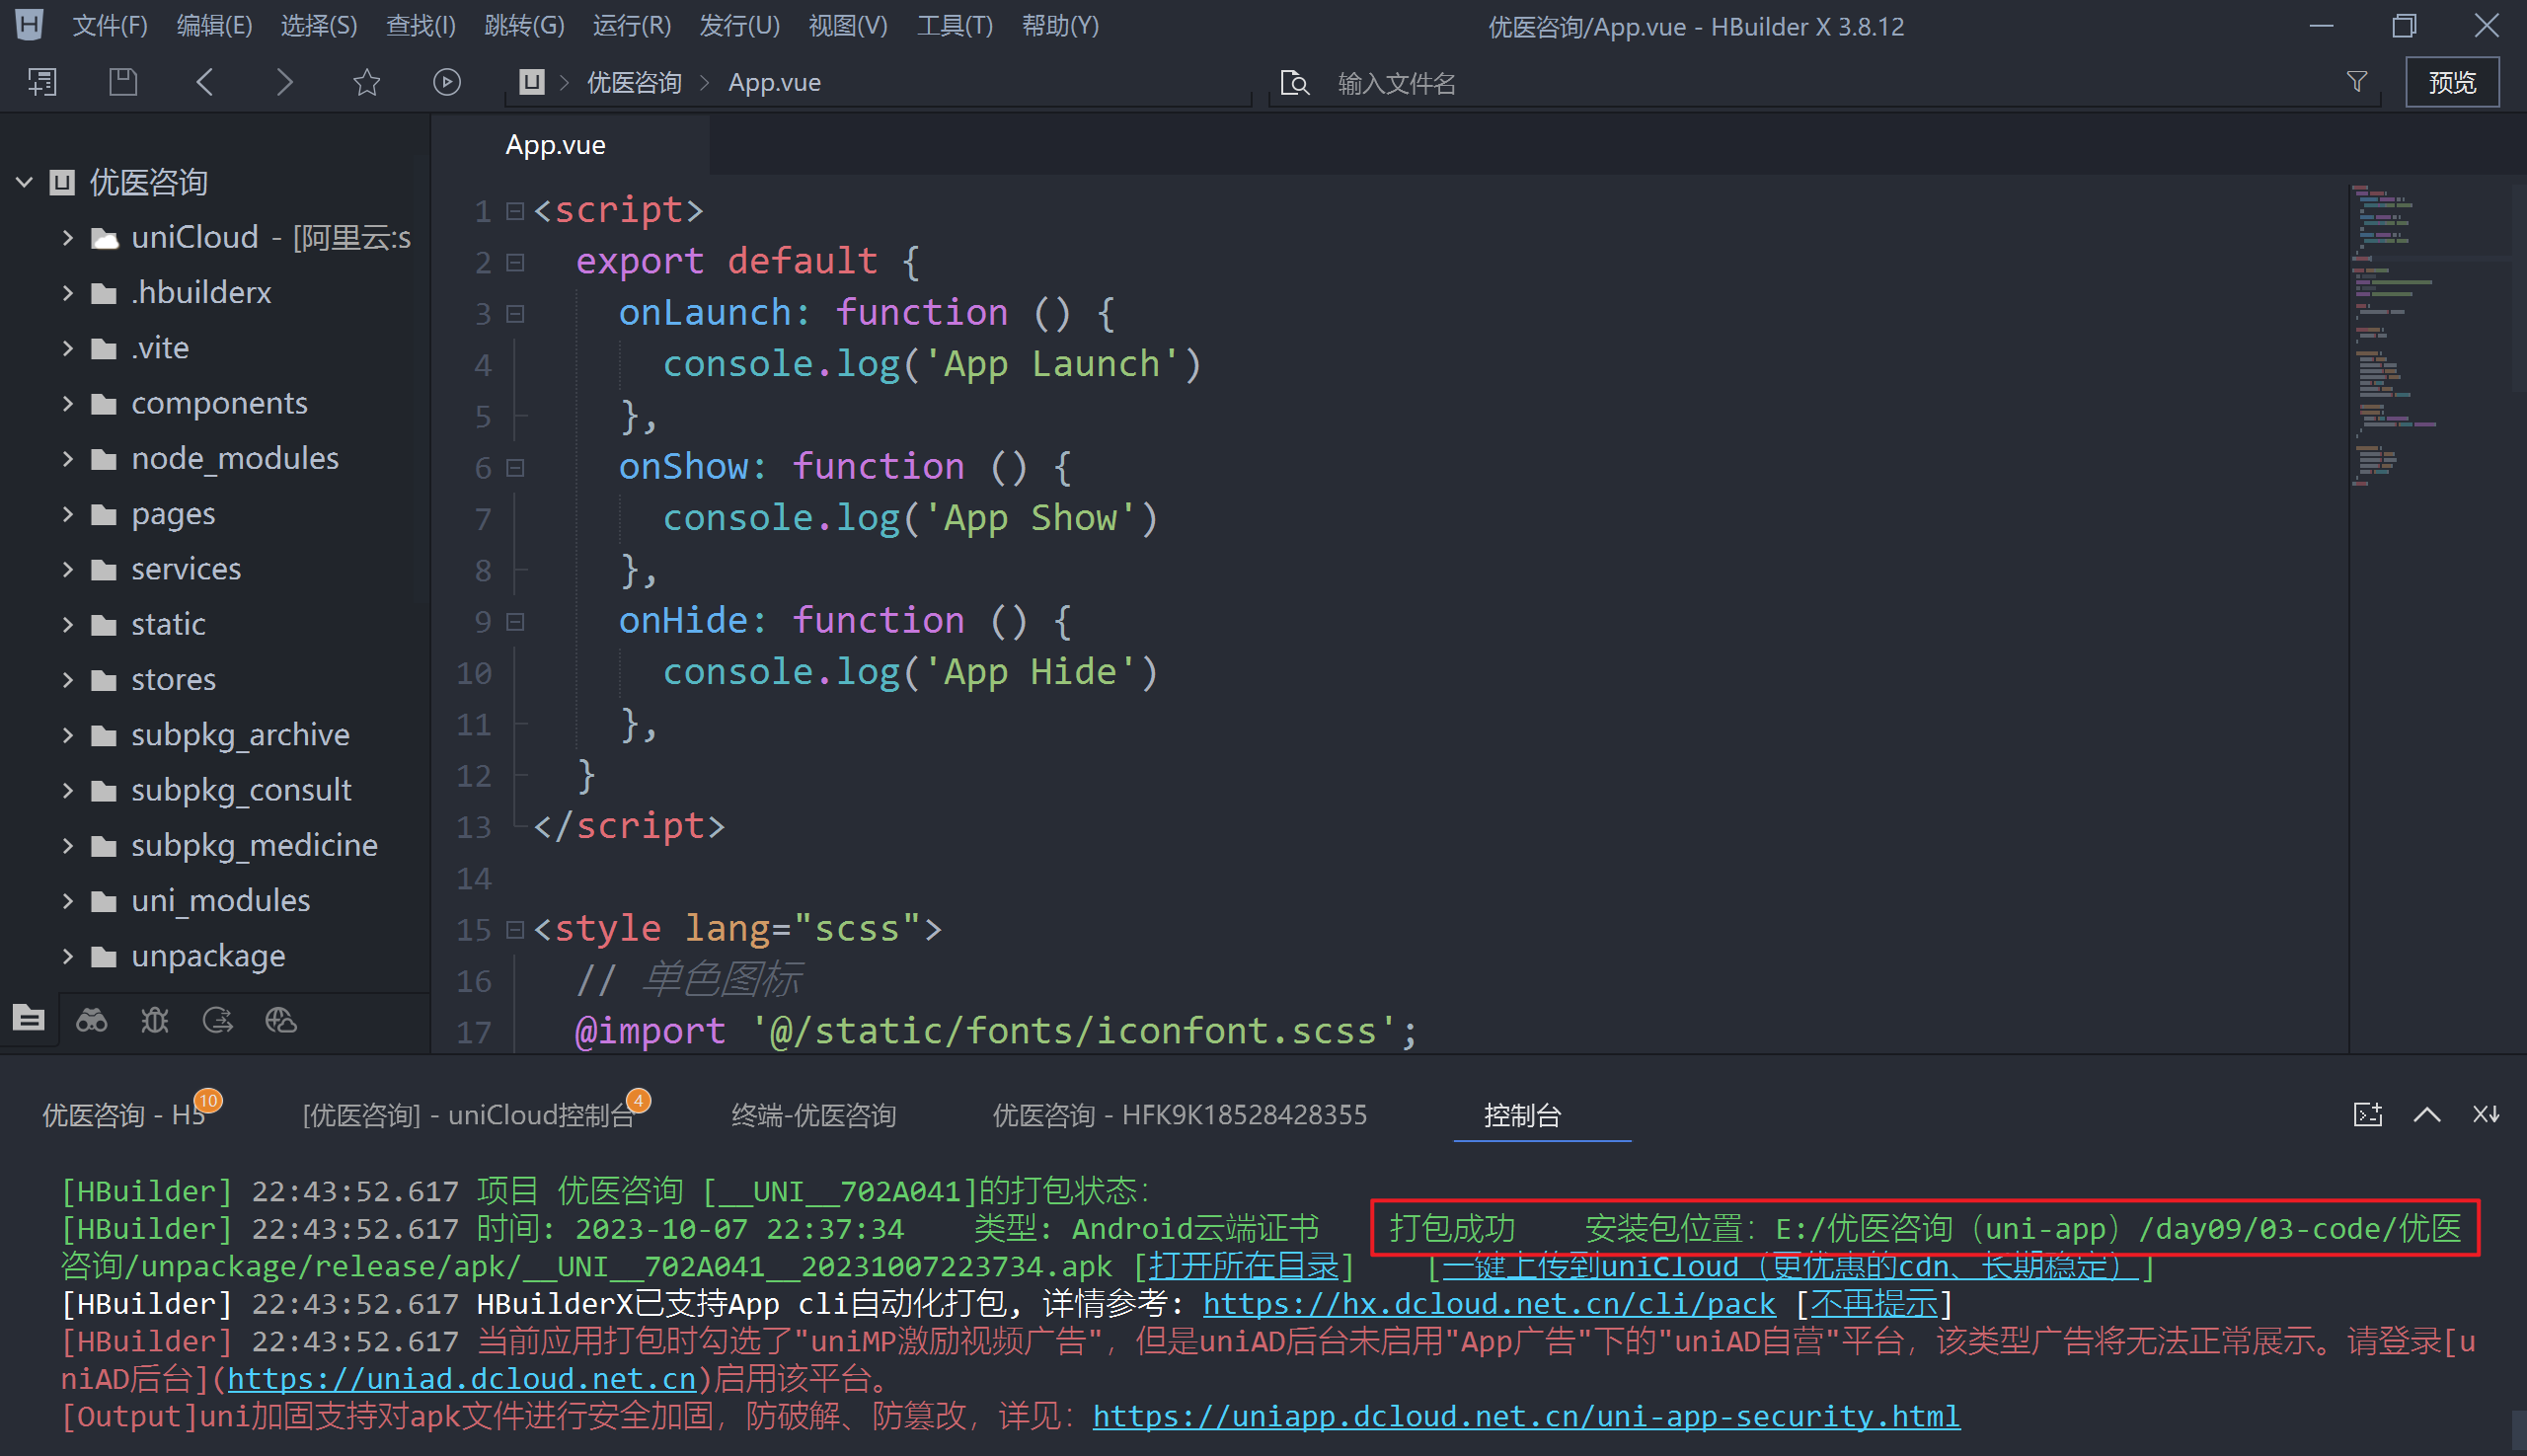 文件(F) 编辑(E) 选择(S) 查找(I) 跳转(G) 运行(R) 发行(U) 视图(V) 工具(T) 帮助(Y) 优医咨询/App.vue - HBuilder X 3.8.12
优医咨询 App.vue 输入文件名 预览
App.vue
优医咨询
uniCloud - [阿里云:s
.hbuilderx
.vite
components
node_modules
pages
services
static
stores
subpkg_archive
subpkg_consult
subpkg_medicine
uni_modules
unpackage
1 <script>
2 export default {
3 onLaunch: function () {
4 console.log('App Launch')
5 },
6 onShow: function () {
7 console.log('App Show')
8 },
9 onHide: function () {
10 console.log('App Hide')
11 },
12 }
13 </script>
14
15 <style lang="scss">
16 // 单色图标
17 @import '@/static/fonts/iconfont.scss';
优医咨询 - H5 10 [优医咨询] - uniCloud控制台 4 终端-优医咨询 优医咨询 - HFK9K18528428355 控制台
[HBuilder] 22:43:52.617 项目 优医咨询 [__UNI__702A041]的打包状态：
[HBuilder] 22:43:52.617 时间: 2023-10-07 22:37:34 类型: Android云端证书 打包成功 安装包位置：E:/优医咨询（uni-app）/day09/03-code/优医
咨询/unpackage/release/apk/__UNI__702A041__20231007223734.apk [打开所在目录] [一键上传到uniCloud（更优惠的cdn、长期稳定）]
[HBuilder] 22:43:52.617 HBuilderX已支持App cli自动化打包, 详情参考: https://hx.dcloud.net.cn/cli/pack [不再提示]
[HBuilder] 22:43:52.617 当前应用打包时勾选了"uniMP激励视频广告"，但是uniAD后台未启用"App广告"下的"uniAD自营"平台，该类型广告将无法正常展示。请登录[u
niAD后台](https://uniad.dcloud.net.cn)启用该平台。
[Output]uni加固支持对apk文件进行安全加固，防破解、防篡改，详见：https://uniapp.dcloud.net.cn/uni-app-security.html